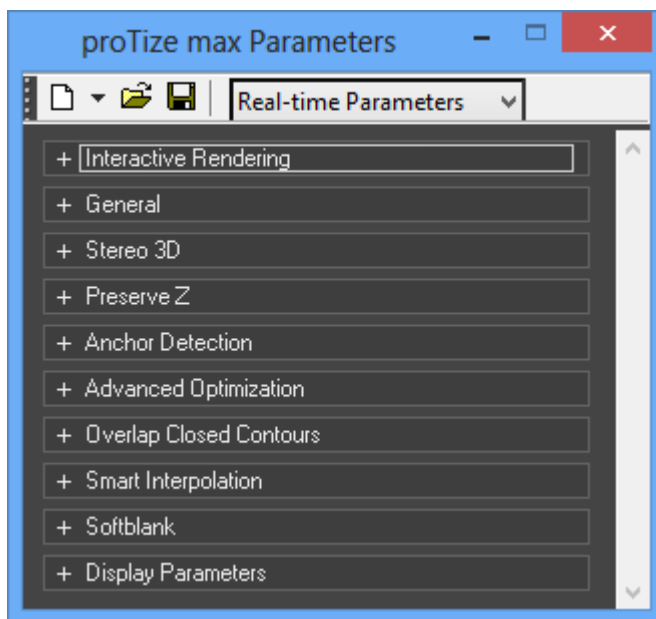 proTize max Parameters
Real-time Parameters
+ Interactive Rendering
+ General
+ Stereo 3D
+ Preserve Z
+ Anchor Detection
+ Advanced Optimization
+ Overlap Closed Contours
+ Smart Interpolation
+ Softblank
+ Display Parameters